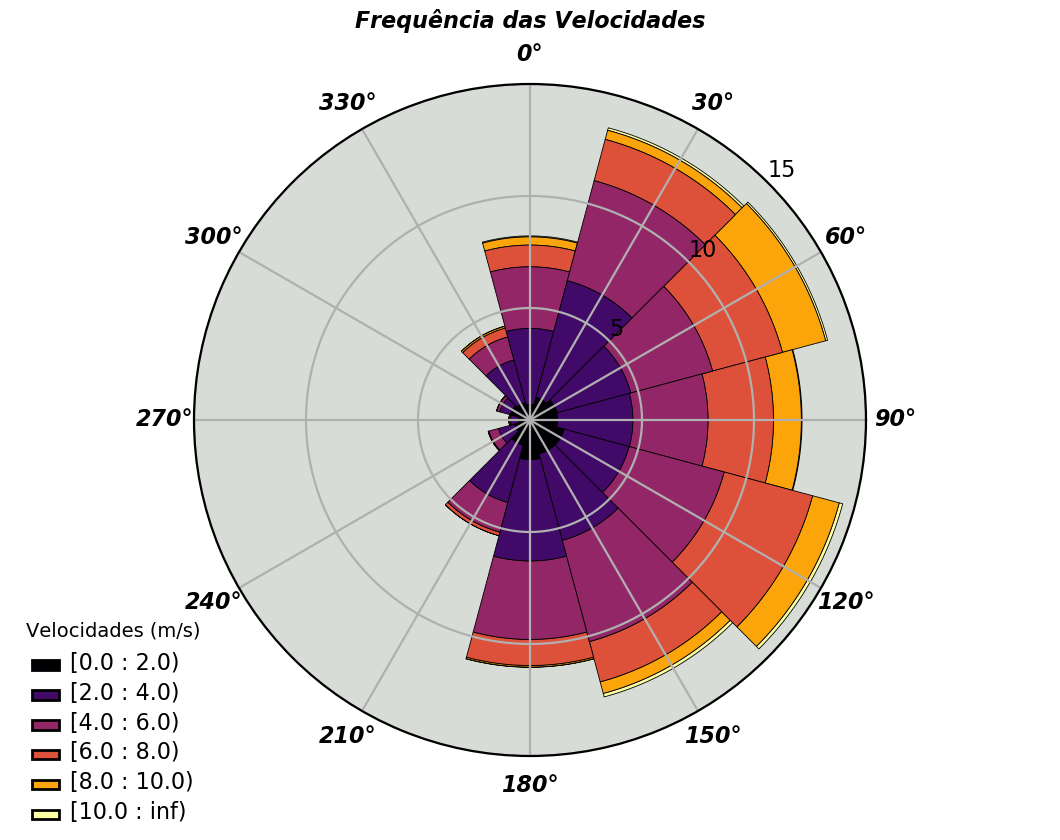 Frequência das Velocidades
0°
330°
30°
15
300°
60°
10
5
270°
90°
240°
120°
210°
150°
180°
Velocidades (m/s)
[0.0 : 2.0)
[2.0 : 4.0)
[4.0 : 6.0)
[6.0 : 8.0)
[8.0 : 10.0)
[10.0 : inf)